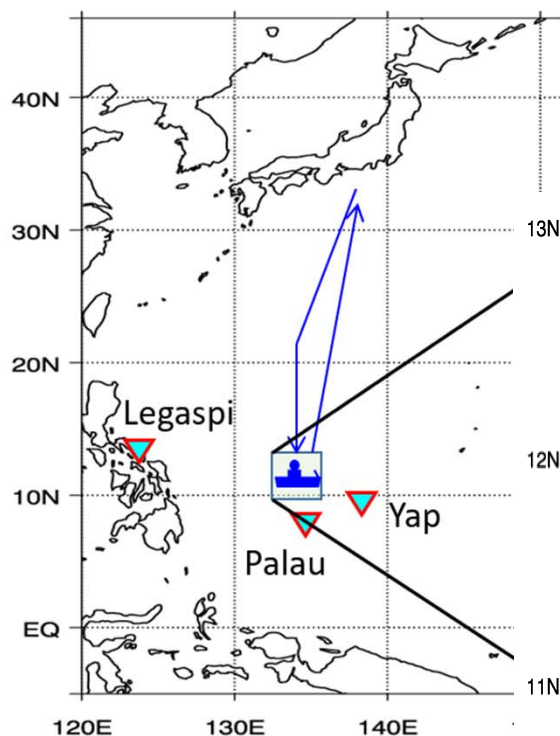 40N
30N
13N
20N
Legaspi
12N
10N
Yap
Palau
EQ
11N
120E 130E 140E